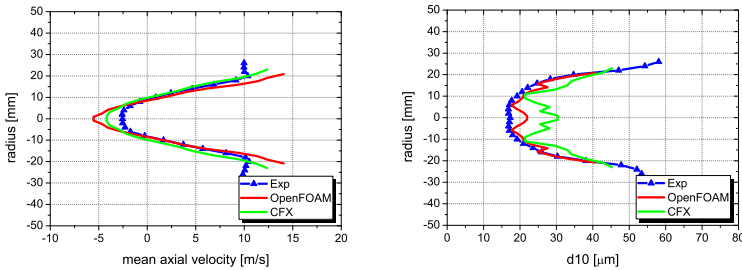 50
40
30
20
10
0
-10
-20
-30
-40
-50
radius [mm]
-10 -5 0 5 10 15 20
mean axial velocity [m/s]
Exp
OpenFOAM
CFX
50
40
30
20
10
0
-10
-20
-30
-40
-50
radius [mm]
0 10 20 30 40 50 60 70 80
d10 [μm]
Exp
OpenFOAM
CFX